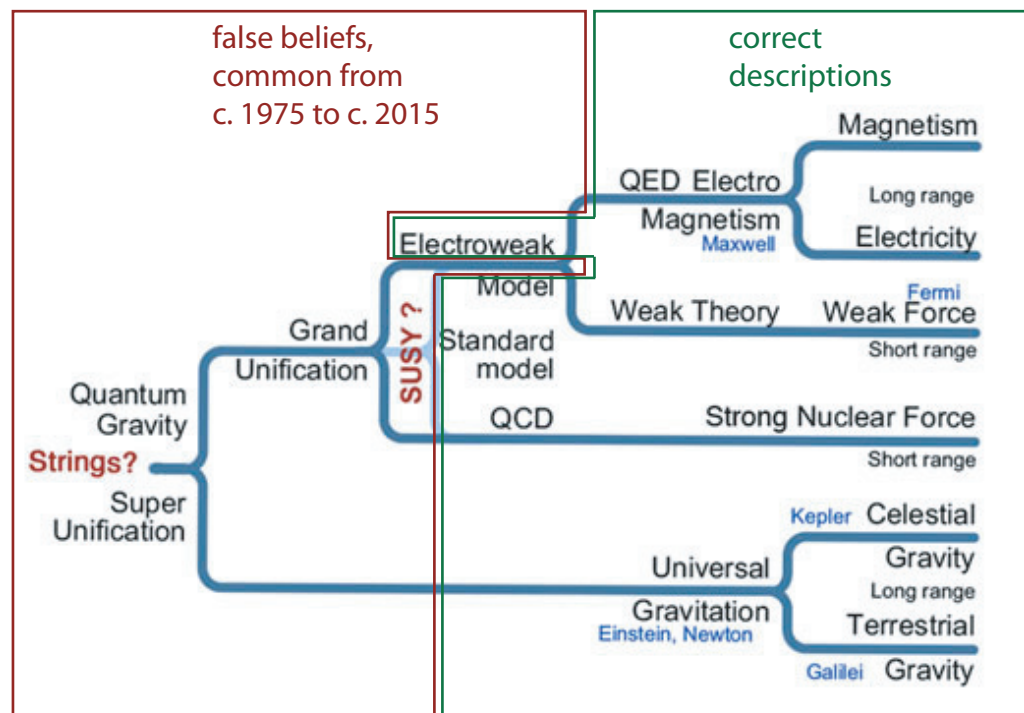 false beliefs,
common from
c. 1975 to c. 2015
correct
descriptions
Magnetism
QED Electro
Magnetism
Maxwell
Long range
Electricity
Electroweak
Model
Fermi
Weak Theory
Weak Force
Short range
Grand
Unification
SUSY ?
Standard
model
Quantum
Gravity
QCD
Strong Nuclear Force
Short range
Strings?
Super
Unification
Kepler Celestial
Gravity
Universal
Gravitation
Einstein, Newton
Long range
Terrestrial
Galilei Gravity